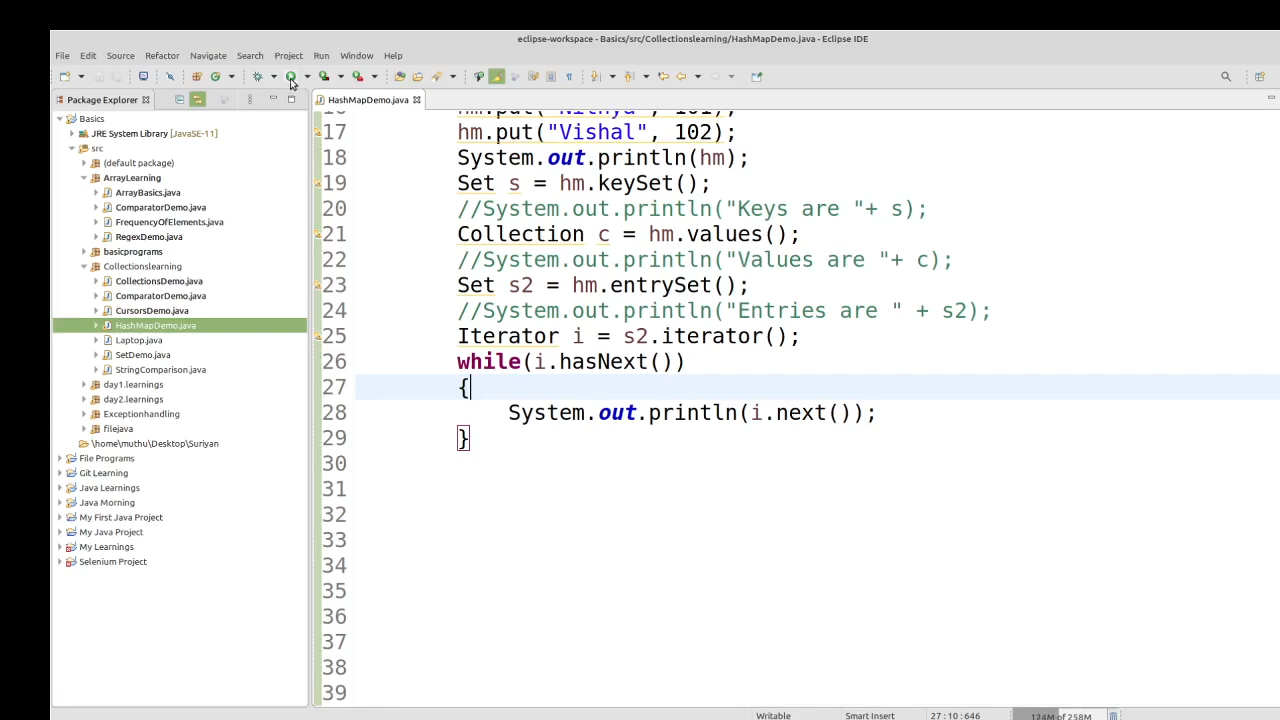 eclipse-workspace - Basics/src/Collectionslearning/HashMapDemo.java - Eclipse IDE
File Edit Source Refactor Navigate Search Project Run Window Help
Package Explorer
HashMapDemo.java
Basics
JRE System Library [JavaSE-11]
src
(default package)
ArrayLearning
ArrayBasics.java
ComparatorDemo.java
FrequencyOfElements.java
RegexDemo.java
basicprograms
Collectionslearning
CollectionsDemo.java
ComparatorDemo.java
CursorsDemo.java
HashMapDemo.java
Laptop.java
SetDemo.java
StringComparison.java
day1.learnings
day2.learnings
Exceptionhandling
filejava
\home\muthu\Desktop\Suriyan
File Programs
Git Learning
Java Learnings
Java Morning
My First Java Project
My Java Project
My Learnings
Selenium Project
16 hm.put("Nithya", 101);
17 hm.put("Vishal", 102);
18 System.out.println(hm);
19 Set s = hm.keySet();
20 //System.out.println("Keys are "+ s);
21 Collection c = hm.values();
22 //System.out.println("Values are "+ c);
23 Set s2 = hm.entrySet();
24 //System.out.println("Entries are " + s2);
25 Iterator i = s2.iterator();
26 while(i.hasNext())
27 {
28 System.out.println(i.next());
29 }
30
31
32
33
34
35
36
37
38
39
Writable Smart Insert 27 : 10 : 646 124M of 258M